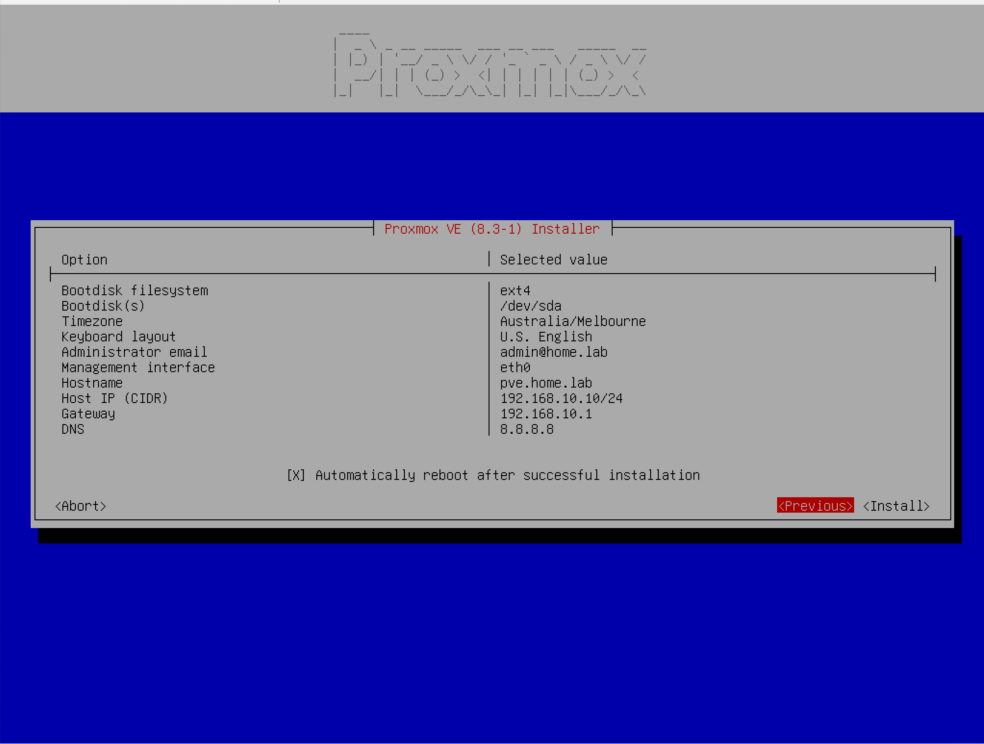 Proxmox
Proxmox VE (8.3-1) Installer
Option | Selected value
Bootdisk filesystem ext4
Bootdisk(s) /dev/sda
Timezone Australia/Melbourne
Keyboard layout U.S. English
Administrator email admin@home.lab
Management interface eth0
Hostname pve.home.lab
Host IP (CIDR) 192.168.10.10/24
Gateway 192.168.10.1
DNS 8.8.8.8
[X] Automatically reboot after successful installation
<Abort> <Previous> <Install>